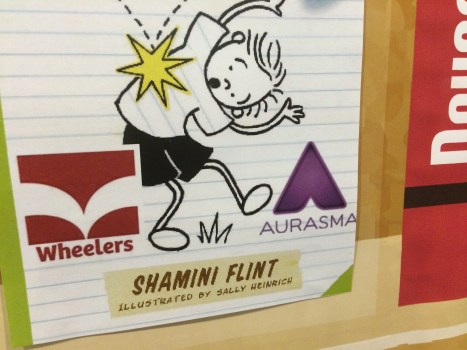 Wheelers
AURASMA
SHAMINI FLINT
ILLUSTRATED BY SALLY HEINRICH